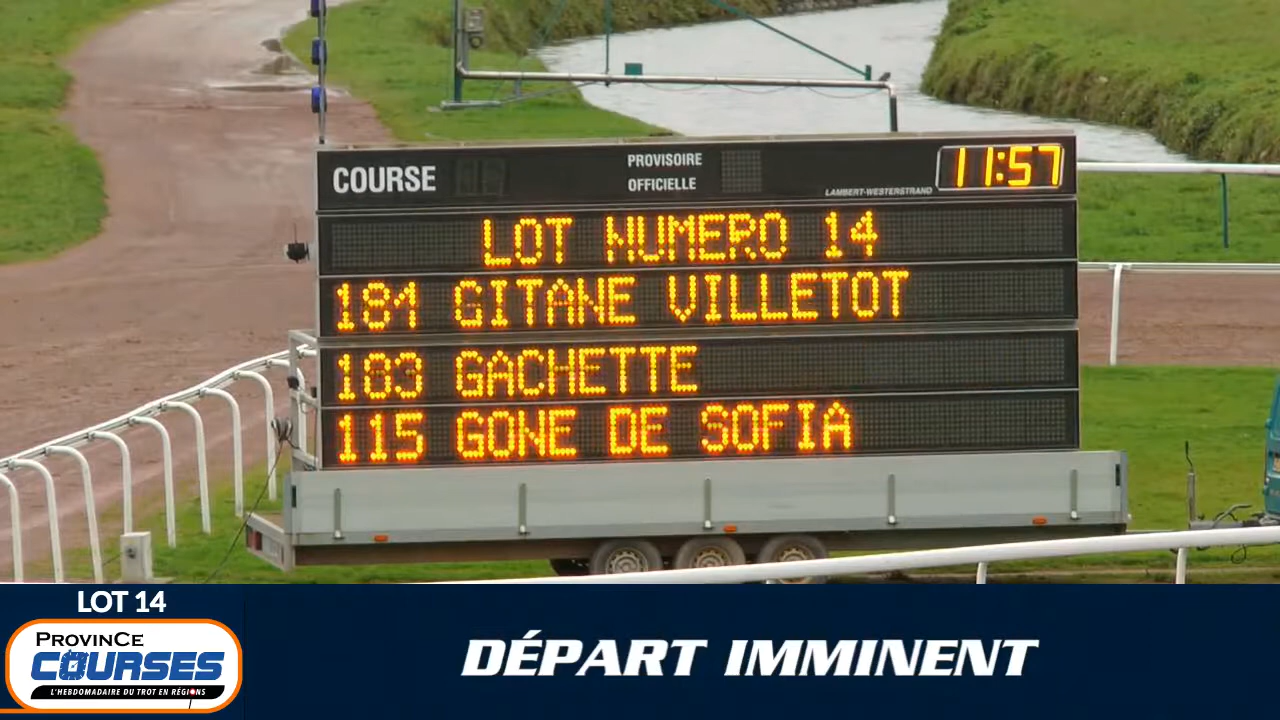 COURSE
PROVISOIRE
OFFICIELLE
11:57
LAMBERT-WESTERSTRAND
LOT NUMERO 14
181 GITANE VILLETOT
183 GACHETTE
115 GONE DE SOFIA
LOT 14
PROVINCE
COURSES
L'HEBDOMADAIRE DU TROT EN RÉGIONS
DÉPART IMMINENT